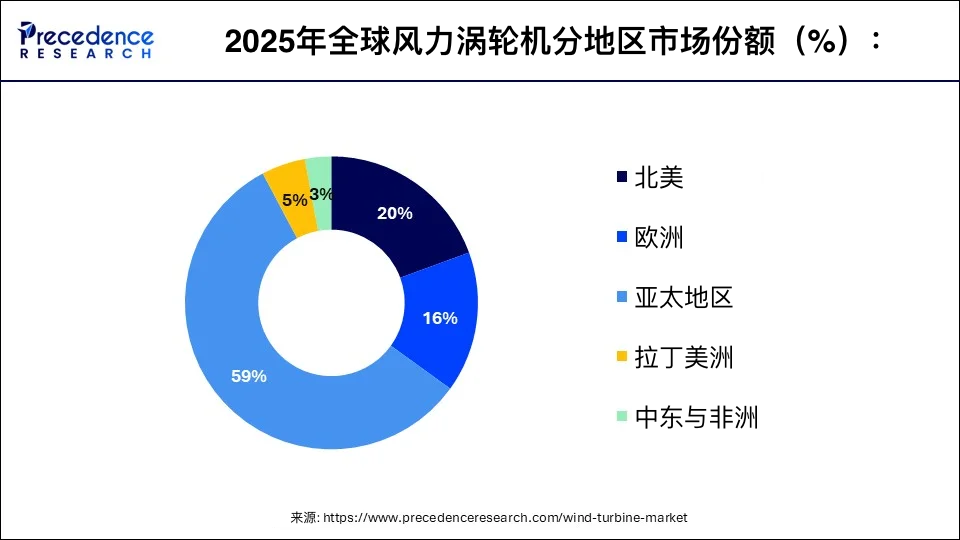 Precedence
RESEARCH
2025年全球风力涡轮机分地区市场份额（%）：
3%
5%
20%
16%
59%
北美
欧洲
亚太地区
拉丁美洲
中东与非洲
来源: https://www.precedenceresearch.com/wind-turbine-market